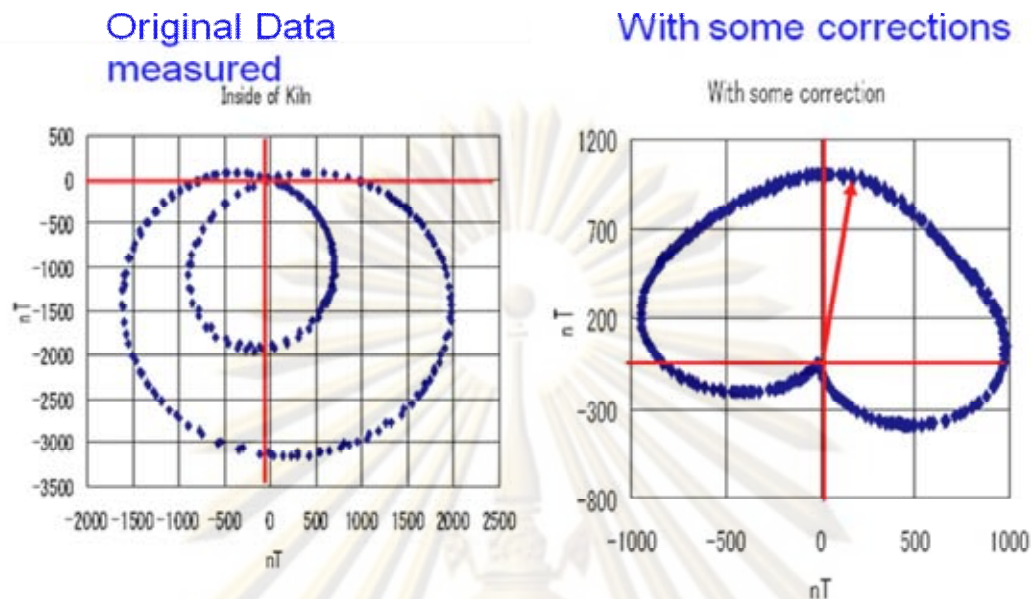 Original Data
measured
Inside of Kiln
500
0
-500
-1000
-1500
-2000
-2500
-3000
-3500
nT
-2000 -1500 -1000 -500 0 500 1000 1500 2000 2500
nT
With some corrections
With some correction
1200
700
200
-300
-800
nT
-1000 -500 0 500 1000
nT